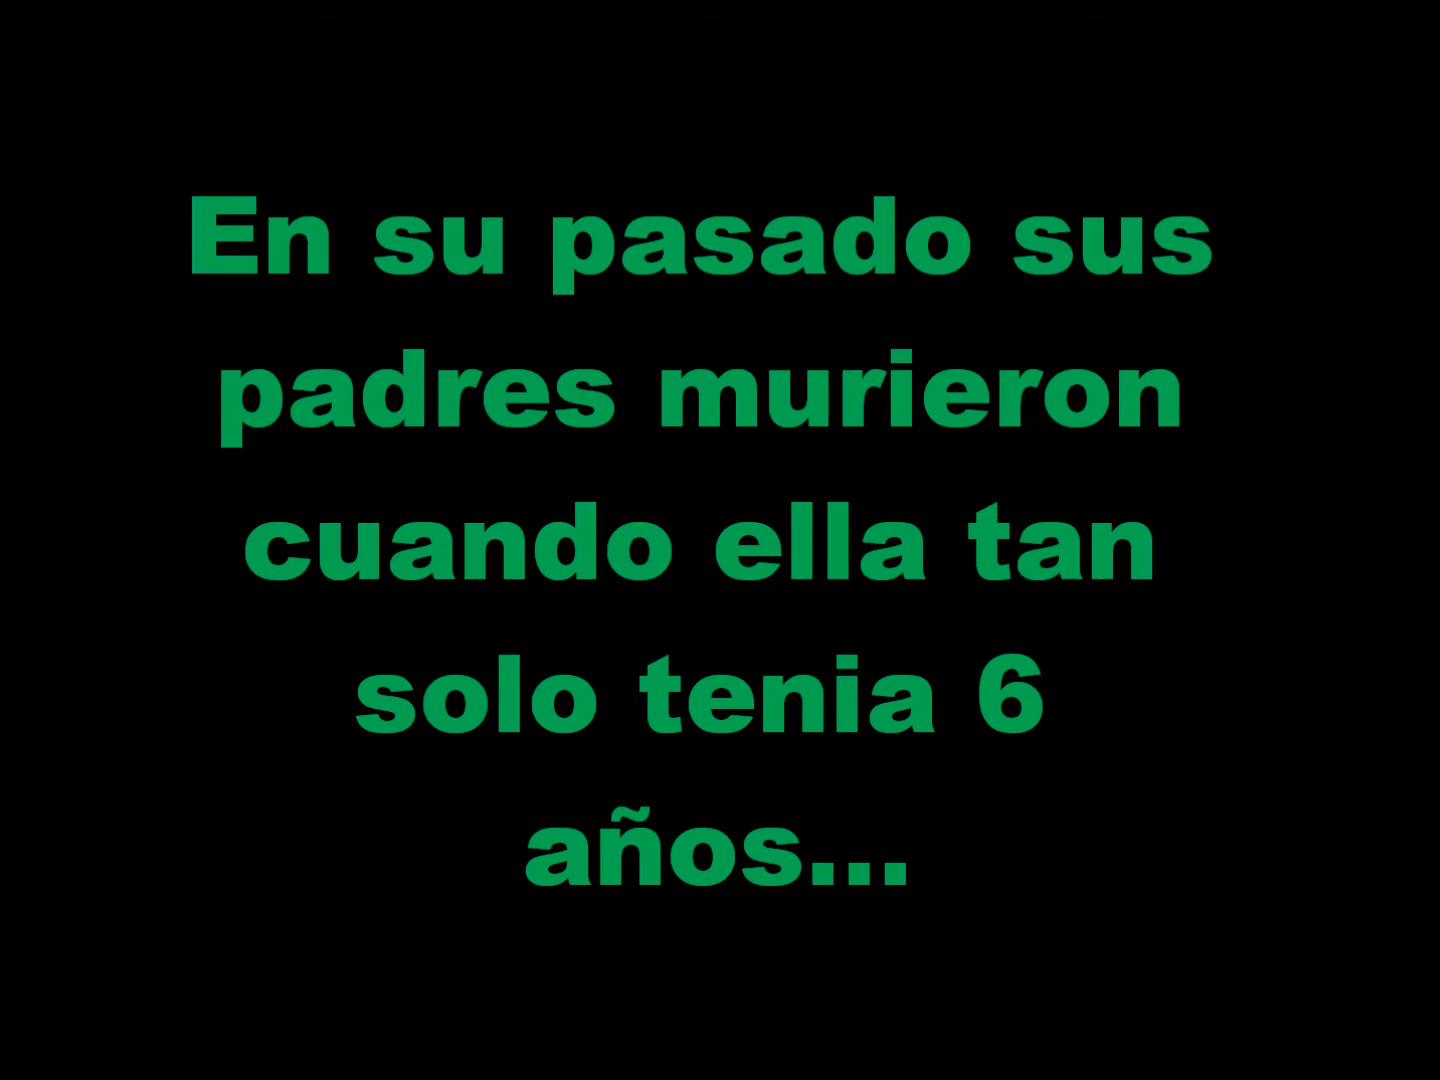 En su pasado sus
padres murieron
cuando ella tan
solo tenia 6
años...